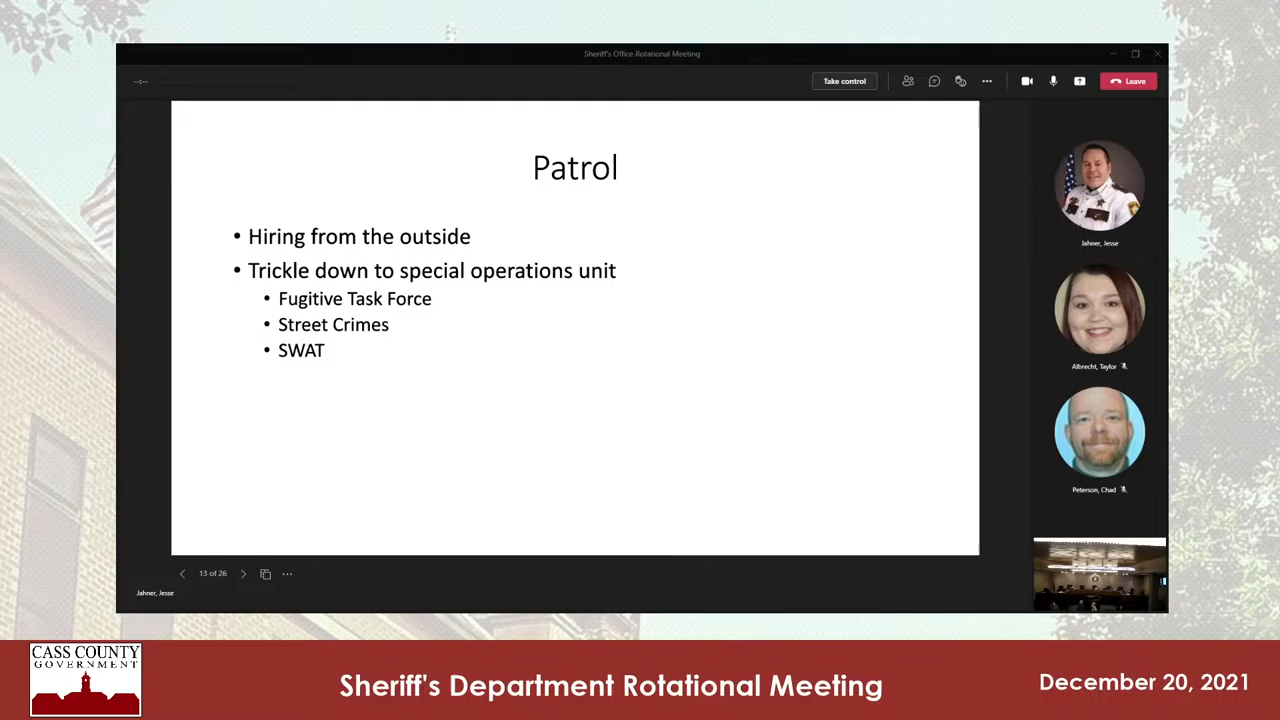 Sheriff's Office Rotational Meeting
--:--
Take control
Leave
Patrol
• Hiring from the outside
• Trickle down to special operations unit
• Fugitive Task Force
• Street Crimes
• SWAT
Jahner, Jesse
Albrecht, Taylor
Peterson, Chad
13 of 26
Jahner, Jesse
CASS COUNTY
GOVERNMENT
Sheriff's Department Rotational Meeting
December 20, 2021